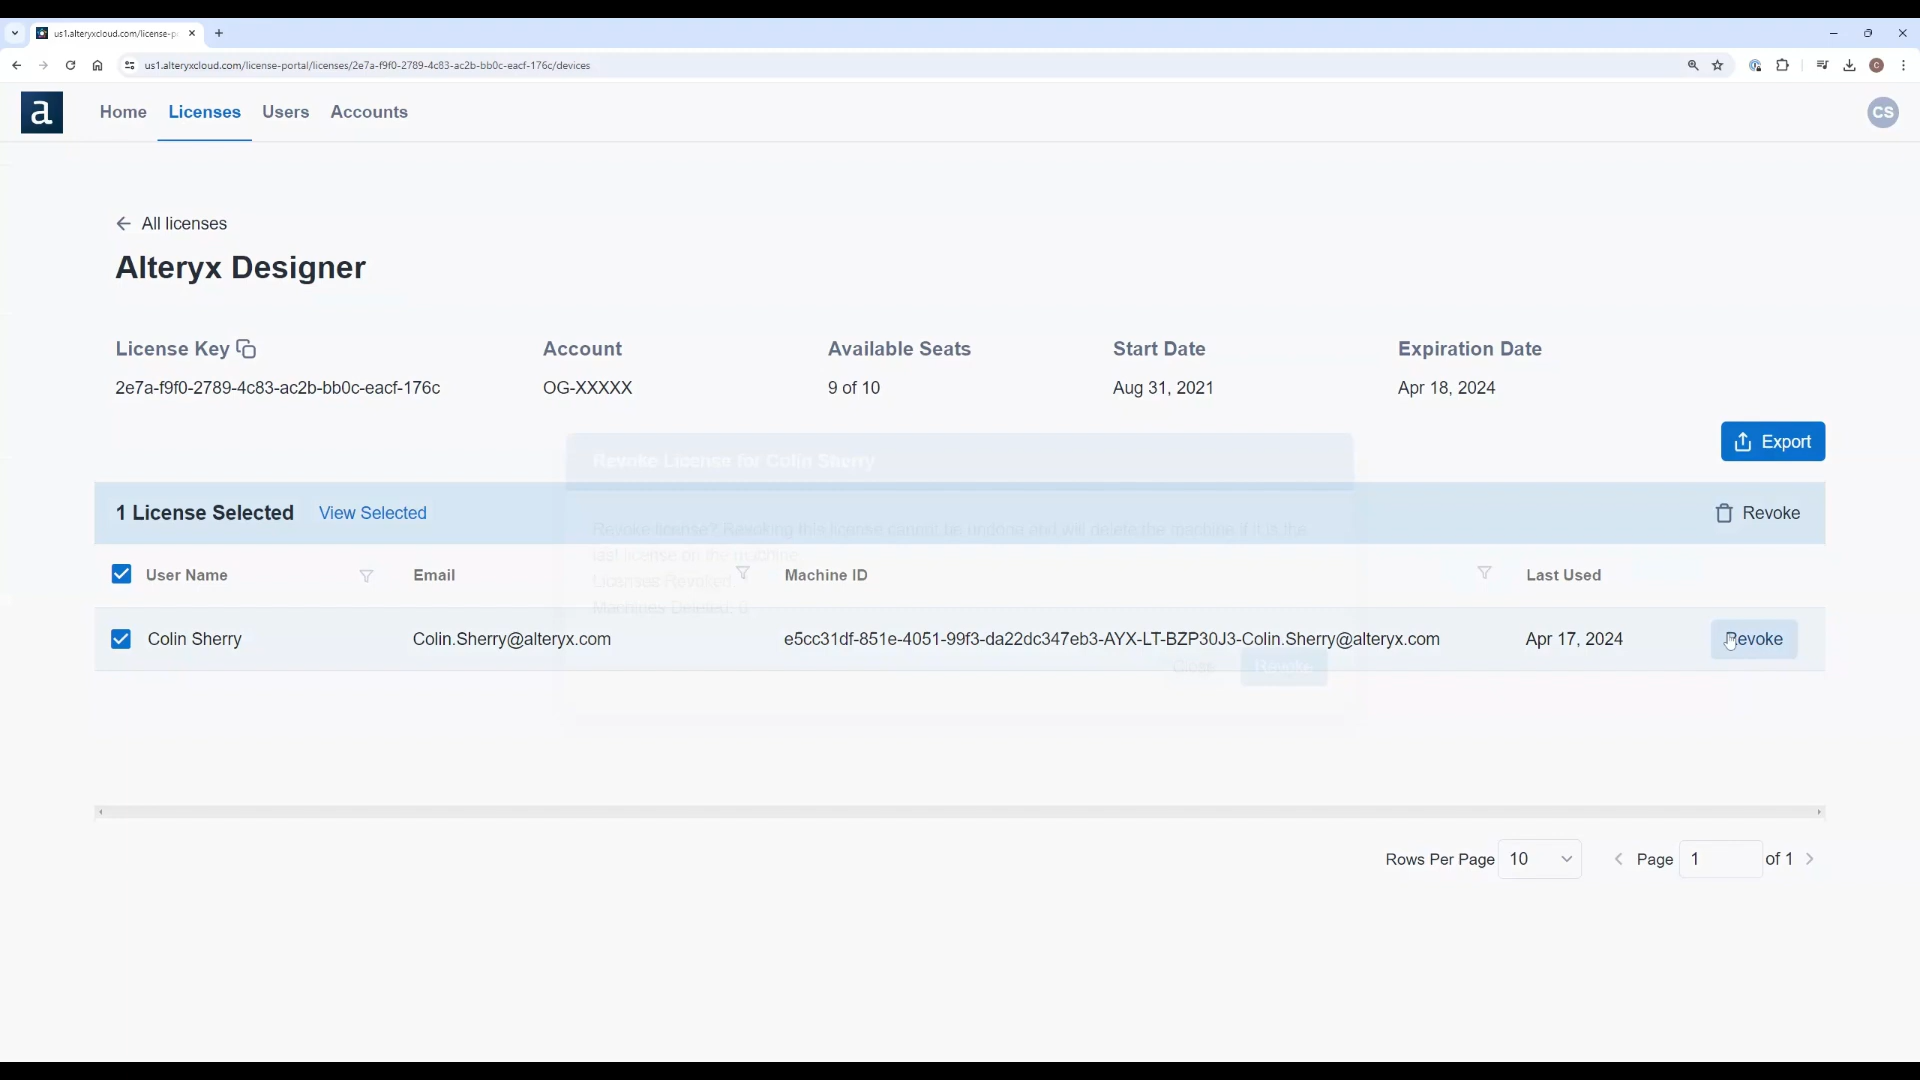 us1.alteryxcloud.com/license-p
us1.alteryxcloud.com/license-portal/licenses/2e7a-f9f0-2789-4c83-ac2b-bb0c-eacf-176c/devices
C
a
Home
Licenses
Users
Accounts
CS
All licenses
Alteryx Designer
License Key
Account
Available Seats
Start Date
Expiration Date
2e7a-f9f0-2789-4c83-ac2b-bb0c-eacf-176c
OG-XXXXX
9 of 10
Aug 31, 2021
Apr 18, 2024
Export
Revoke License for Colin Sherry
1 License Selected
View Selected
Revoke
Revoke license? Revoking this license cannot be undone and will delete the machine if it is the
last license on the machine.
User Name
Email
Machine ID
Last Used
Licenses Revoked
Machines Deleted: 0
Colin Sherry
Colin.Sherry@alteryx.com
e5cc31df-851e-4051-99f3-da22dc347eb3-AYX-LT-BZP30J3-Colin.Sherry@alteryx.com
Apr 17, 2024
Revoke
Close
Revoke
Rows Per Page
10
Page
1
of 1